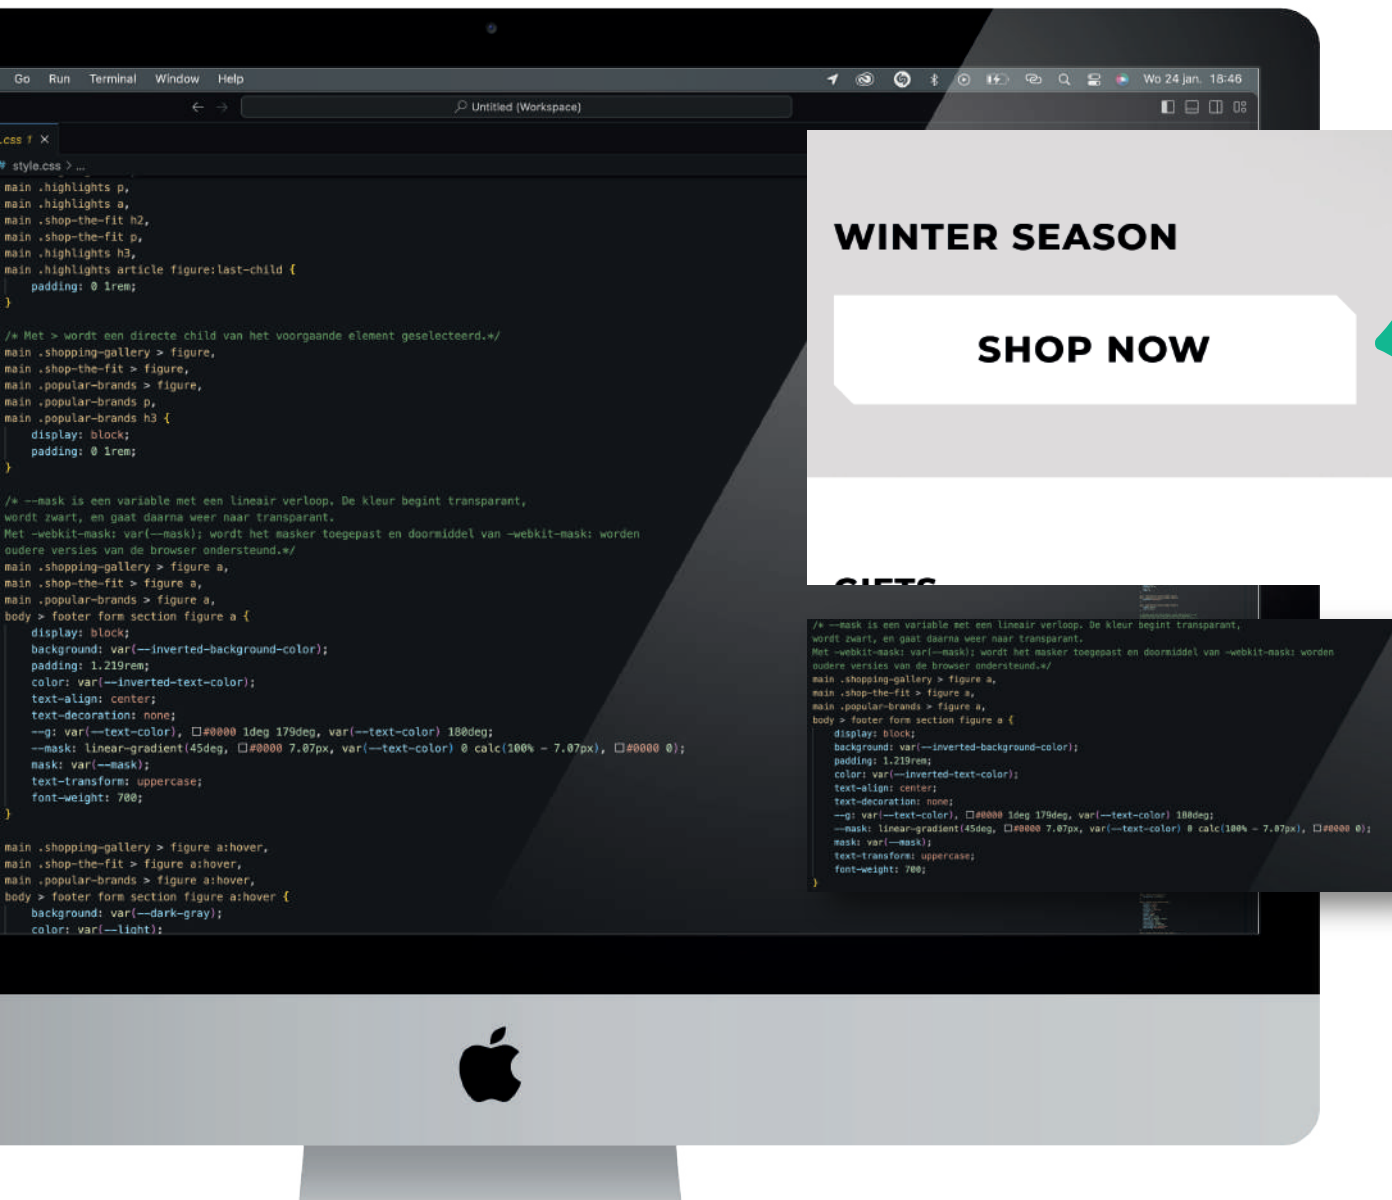 Go Run Terminal Window Help
Wo 24 jan. 18:46
Untitled (Workspace)
.css 1 ×
# style.css > ...
main .highlights p,
main .highlights a,
main .shop-the-fit h2,
main .shop-the-fit p,
main .highlights h3,
main .highlights article figure:last-child {
padding: 0 1rem;
}
/* Met > wordt een directe child van het voorgaande element geselecteerd.*/
main .shopping-gallery > figure,
main .shop-the-fit > figure,
main .popular-brands > figure,
main .popular-brands p,
main .popular-brands h3 {
display: block;
padding: 0 1rem;
}
/* --mask is een variable met een lineair verloop. De kleur begint transparant,
wordt zwart, en gaat daarna weer naar transparant.
Met -webkit-mask: var(--mask); wordt het masker toegepast en doormiddel van -webkit-mask: worden
oudere versies van de browser ondersteund.*/
main .shopping-gallery > figure a,
main .shop-the-fit > figure a,
main .popular-brands > figure a,
body > footer form section figure a {
display: block;
background: var(--inverted-background-color);
padding: 1.219rem;
color: var(--inverted-text-color);
text-align: center;
text-decoration: none;
--g: var(--text-color), #0000 1deg 179deg, var(--text-color) 180deg;
--mask: linear-gradient(45deg, #0000 7.07px, var(--text-color) 0 calc(100% - 7.07px), #0000 0);
mask: var(--mask);
text-transform: uppercase;
font-weight: 700;
}
main .shopping-gallery > figure a:hover,
main .shop-the-fit > figure a:hover,
main .popular-brands > figure a:hover,
body > footer form section figure a:hover {
background: var(--dark-gray);
color: var(--light);
WINTER SEASON
SHOP NOW
GIFTS
/* --mask is een variable met een lineair verloop. De kleur begint transparant,
wordt zwart, en gaat daarna weer naar transparant.
Met -webkit-mask: var(--mask); wordt het masker toegepast en doormiddel van -webkit-mask: worden
oudere versies van de browser ondersteund.*/
main .shopping-gallery > figure a,
main .shop-the-fit > figure a,
main .popular-brands > figure a,
body > footer form section figure a {
display: block;
background: var(--inverted-background-color);
padding: 1.219rem;
color: var(--inverted-text-color);
text-align: center;
text-decoration: none;
--g: var(--text-color), #0000 1deg 179deg, var(--text-color) 180deg;
--mask: linear-gradient(45deg, #0000 7.07px, var(--text-color) 0 calc(100% - 7.07px), #0000 0);
mask: var(--mask);
text-transform: uppercase;
font-weight: 700;
}